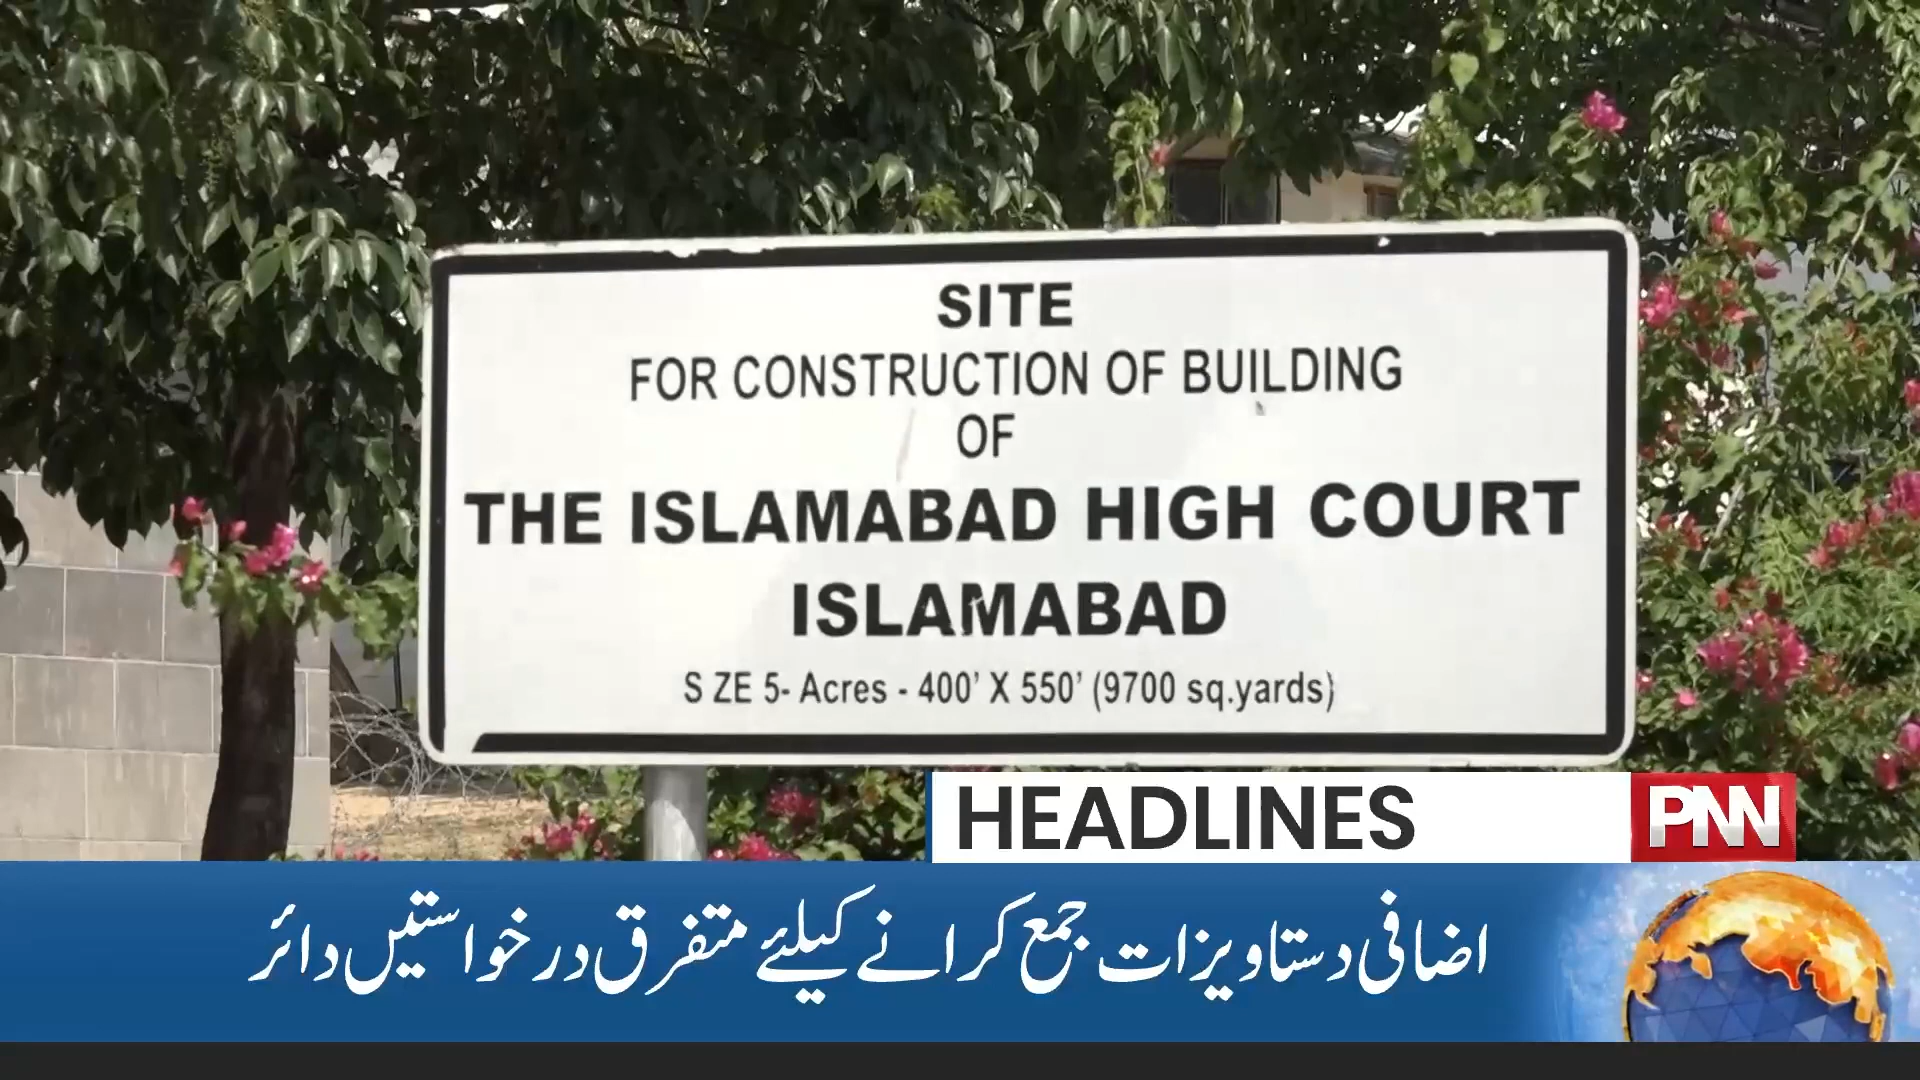 SITE
FOR CONSTRUCTION OF BUILDING
OF
THE ISLAMABAD HIGH COURT
ISLAMABAD
S ZE 5- Acres - 400' X 550' (9700 sq.yards)
HEADLINES
PNN
اضافی دستاویزات جمع کرانے کیلئے متفرق درخواستیں دائر